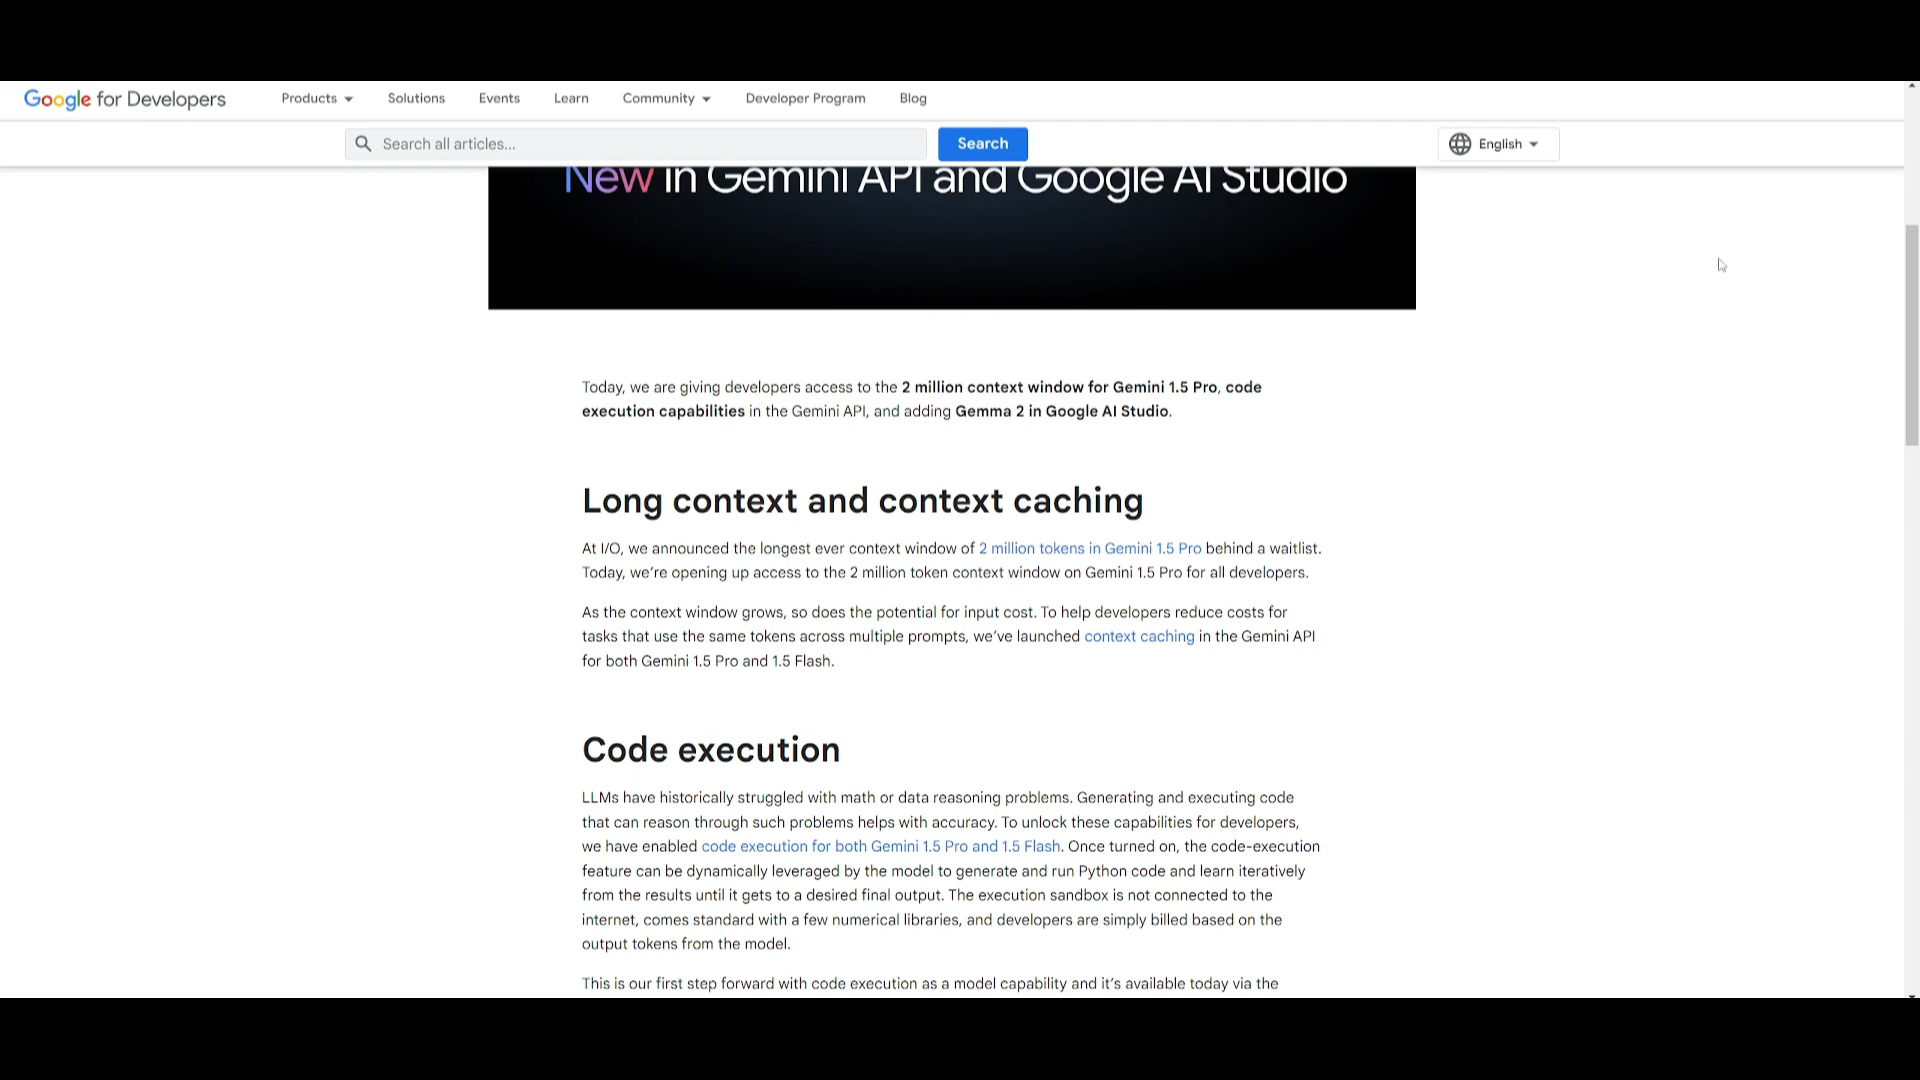 Google for Developers
Products
Solutions
Events
Learn
Community
Developer Program
Blog
Search all articles...
Search
English
New in Gemini API and Google AI Studio
Today, we are giving developers access to the 2 million context window for Gemini 1.5 Pro, code
execution capabilities in the Gemini API, and adding Gemma 2 in Google AI Studio.
Long context and context caching
At I/O, we announced the longest ever context window of 2 million tokens in Gemini 1.5 Pro behind a waitlist.
Today, we’re opening up access to the 2 million token context window on Gemini 1.5 Pro for all developers.
As the context window grows, so does the potential for input cost. To help developers reduce costs for
tasks that use the same tokens across multiple prompts, we’ve launched context caching in the Gemini API
for both Gemini 1.5 Pro and 1.5 Flash.
Code execution
LLMs have historically struggled with math or data reasoning problems. Generating and executing code
that can reason through such problems helps with accuracy. To unlock these capabilities for developers,
we have enabled code execution for both Gemini 1.5 Pro and 1.5 Flash. Once turned on, the code-execution
feature can be dynamically leveraged by the model to generate and run Python code and learn iteratively
from the results until it gets to a desired final output. The execution sandbox is not connected to the
internet, comes standard with a few numerical libraries, and developers are simply billed based on the
output tokens from the model.
This is our first step forward with code execution as a model capability and it’s available today via the